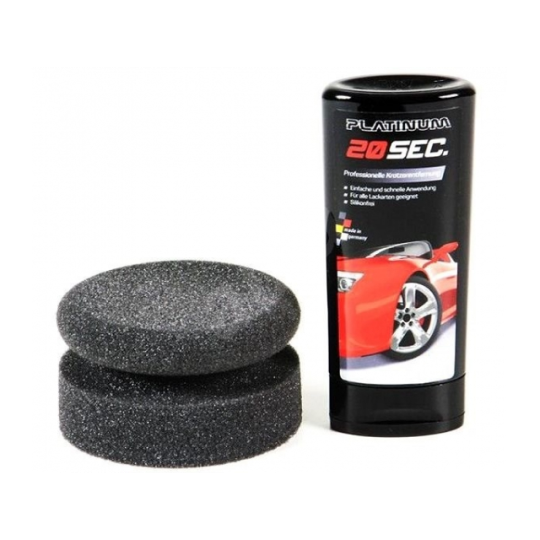 PLATINUM
20SEC.
Professionelle Kratzerentfernung
Einfache und schnelle Anwendung
Für alle Lackarten geeignet
Silikonfrei
made in
germany